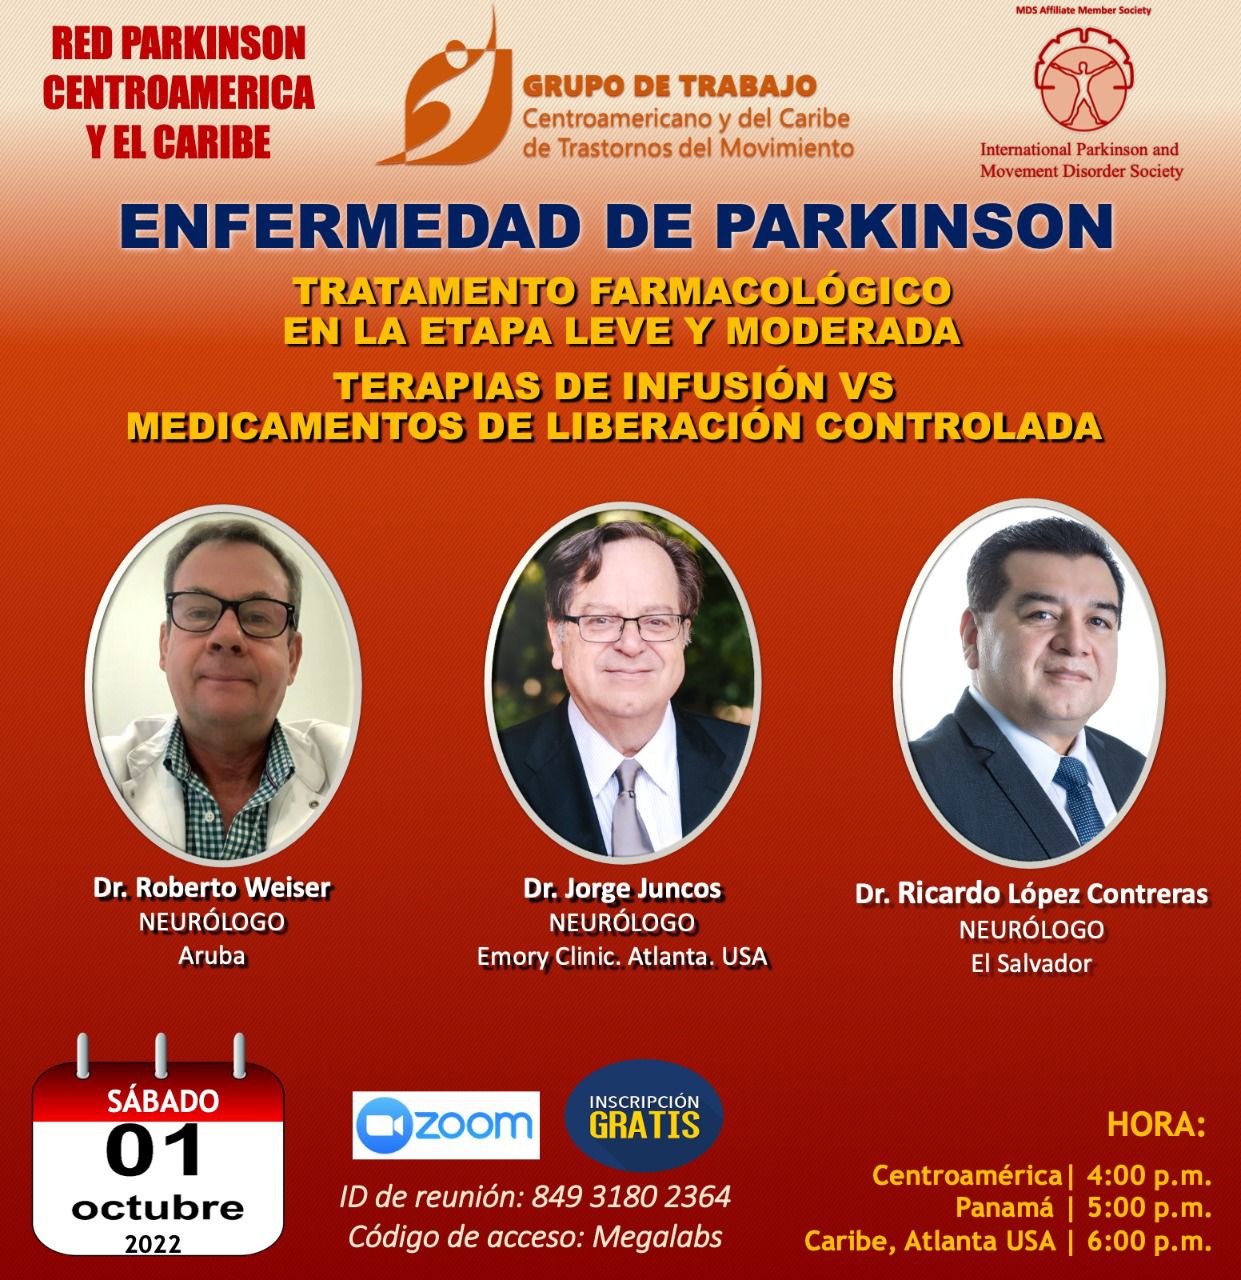 RED PARKINSON
CENTROAMERICA
Y EL CARIBE
GRUPO DE TRABAJO
Centroamericano y del Caribe
de Trastornos del Movimiento
MDS Affiliate Member Society
International Parkinson and
Movement Disorder Society
ENFERMEDAD DE PARKINSON
TRATAMENTO FARMACOLÓGICO
EN LA ETAPA LEVE Y MODERADA
TERAPIAS DE INFUSIÓN VS
MEDICAMENTOS DE LIBERACIÓN CONTROLADA
Dr. Roberto Weiser
NEURÓLOGO
Aruba
Dr. Jorge Juncos
NEURÓLOGO
Emory Clinic. Atlanta. USA
Dr. Ricardo López Contreras
NEURÓLOGO
El Salvador
SÁBADO
01
octubre
2022
zoom
INSCRIPCIÓN
GRATIS
ID de reunión: 849 3180 2364
Código de acceso: Megalabs
HORA:
Centroamérica| 4:00 p.m.
Panamá | 5:00 p.m.
Caribe, Atlanta USA | 6:00 p.m.